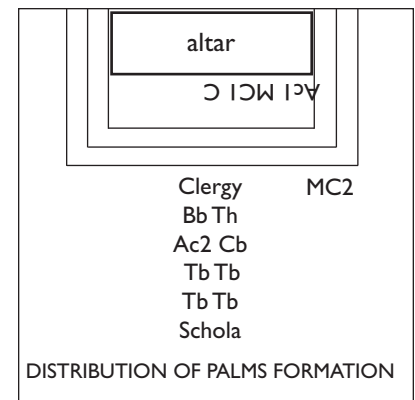 altar
Ac1 MC1 C
Clergy MC2
Bb Th
Ac2 Cb
Tb Tb
Tb Tb
Schola
DISTRIBUTION OF PALMS FORMATION